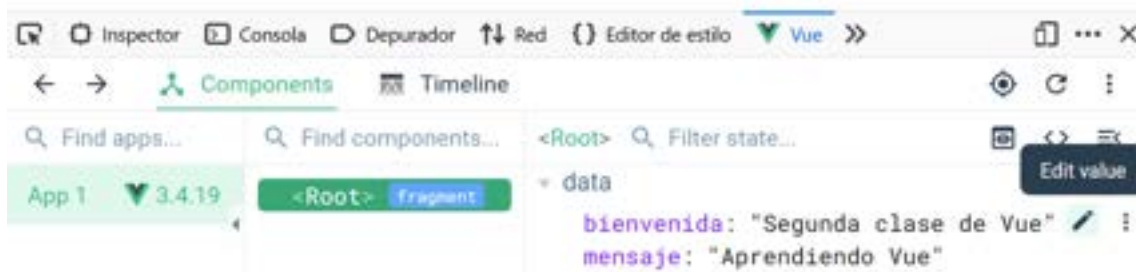 Inspector Consola Depurador Red Editor de estilo Vue
Components Timeline
Find apps... Find components... <Root> Filter state...
Edit value
App 1 3.4.19 <Root> fragment data
bienvenida: "Segunda clase de Vue"
mensaje: "Aprendiendo Vue"